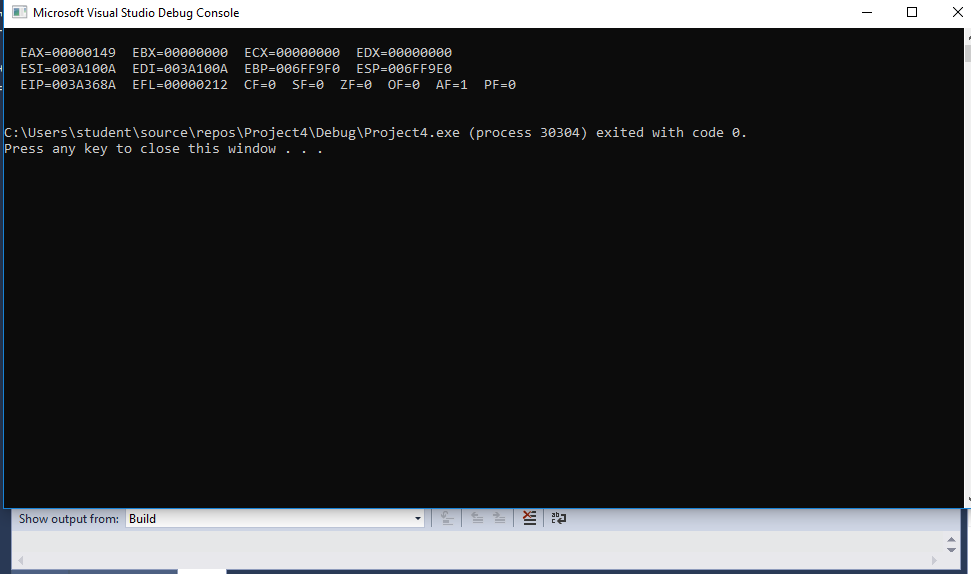 Microsoft Visual Studio Debug Console
EAX=00000149  EBX=00000000  ECX=00000000  EDX=00000000
ESI=003A100A  EDI=003A100A  EBP=006FF9F0  ESP=006FF9E0
EIP=003A368A  EFL=00000212  CF=0  SF=0  ZF=0  OF=0  AF=1  PF=0
C:\Users\student\source\repos\Project4\Debug\Project4.exe (process 30304) exited with code 0.
Press any key to close this window . . .
Show output from: Build